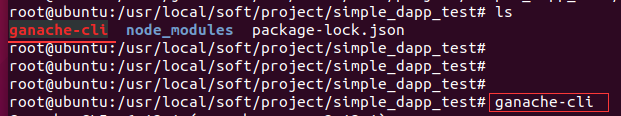 root@ubuntu:/usr/local/soft/project/simple_dapp_test# ls
ganache-cli node_modules package-lock.json
root@ubuntu:/usr/local/soft/project/simple_dapp_test#
root@ubuntu:/usr/local/soft/project/simple_dapp_test#
root@ubuntu:/usr/local/soft/project/simple_dapp_test#
root@ubuntu:/usr/local/soft/project/simple_dapp_test# ganache-cli